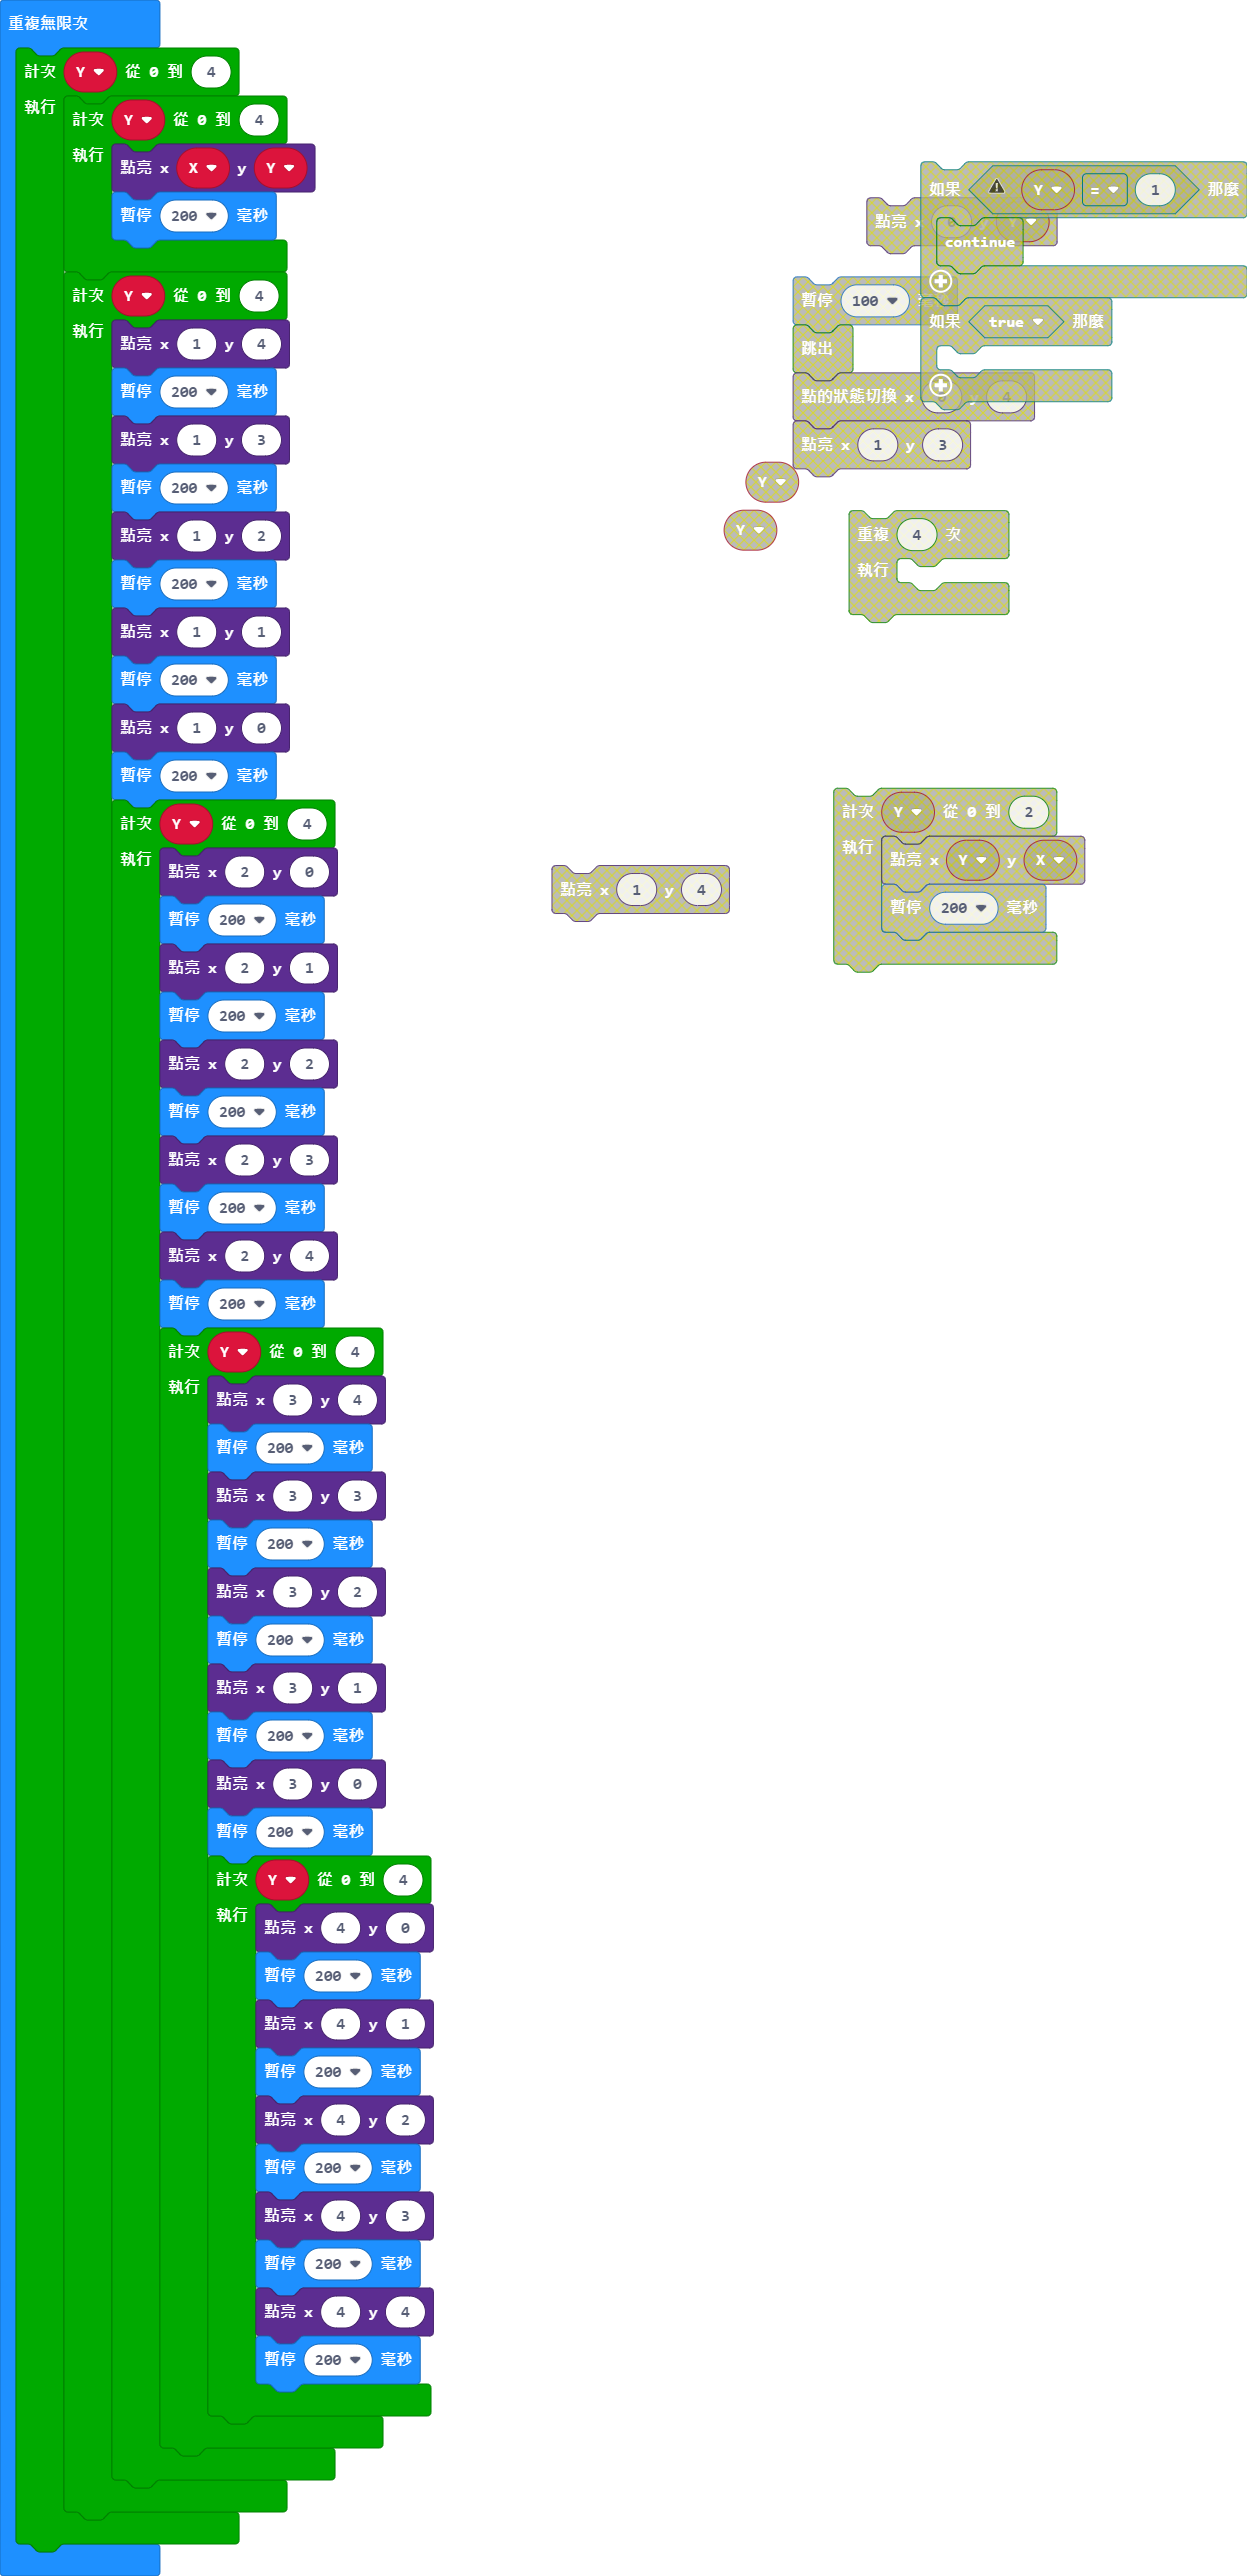 重複無限次
計次 Y 從 0 到 4
執行
計次 Y 從 0 到 4
執行
點亮 x X y Y
暫停 200 毫秒
計次 Y 從 0 到 4
執行
點亮 x 1 y 4
暫停 200 毫秒
點亮 x 1 y 3
暫停 200 毫秒
點亮 x 1 y 2
暫停 200 毫秒
點亮 x 1 y 1
暫停 200 毫秒
點亮 x 1 y 0
暫停 200 毫秒
計次 Y 從 0 到 4
執行
點亮 x 2 y 0
暫停 200 毫秒
點亮 x 2 y 1
暫停 200 毫秒
點亮 x 2 y 2
暫停 200 毫秒
點亮 x 2 y 3
暫停 200 毫秒
點亮 x 2 y 4
暫停 200 毫秒
計次 Y 從 0 到 4
執行
點亮 x 3 y 4
暫停 200 毫秒
點亮 x 3 y 3
暫停 200 毫秒
點亮 x 3 y 2
暫停 200 毫秒
點亮 x 3 y 1
暫停 200 毫秒
點亮 x 3 y 0
暫停 200 毫秒
計次 Y 從 0 到 4
執行
點亮 x 4 y 0
暫停 200 毫秒
點亮 x 4 y 1
暫停 200 毫秒
點亮 x 4 y 2
暫停 200 毫秒
點亮 x 4 y 3
暫停 200 毫秒
點亮 x 4 y 4
暫停 200 毫秒
如果 Y = 1 那麼
continue
如果 true 那麼
點亮 x
暫停 100
跳出
點的狀態切換 x y 4
點亮 x 1 y 3
Y
Y
重複 4 次
執行
計次 Y 從 0 到 2
執行
點亮 x Y y X
暫停 200 毫秒
點亮 x 1 y 4